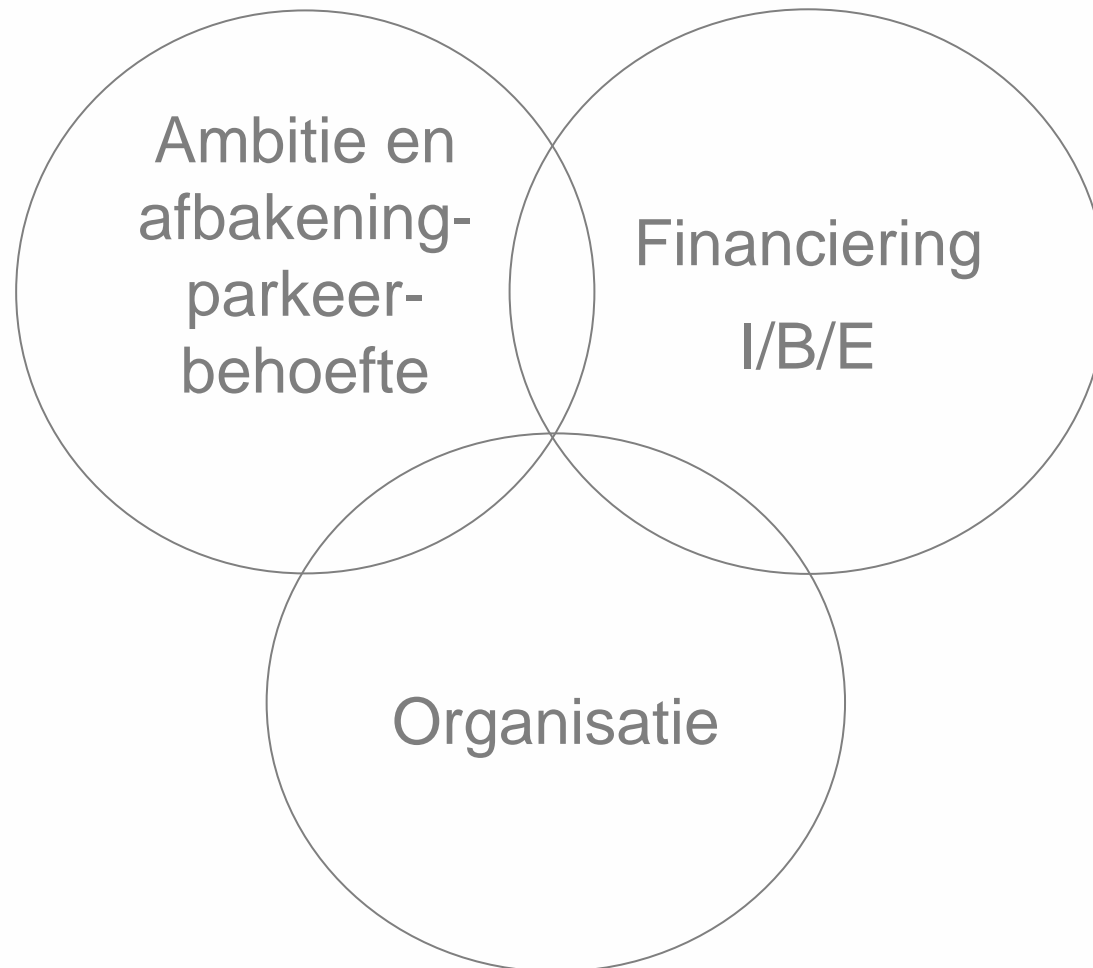 Ambitie en
afbakening-
parkeer-
behoefte
Financiering
I/B/E
Organisatie